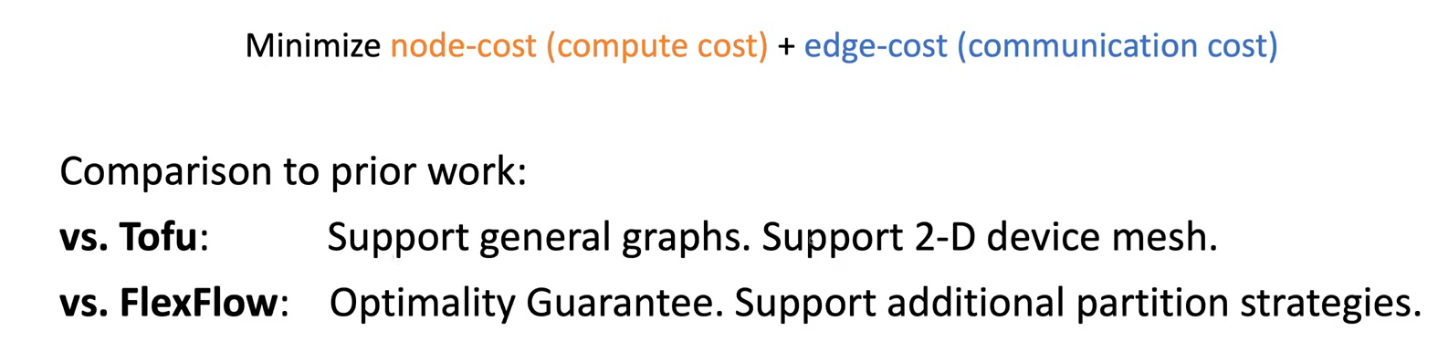 Minimize node-cost (compute cost) + edge-cost (communication cost)
Comparison to prior work:
vs. Tofu: Support general graphs. Support 2-D device mesh.
vs. FlexFlow: Optimality Guarantee. Support additional partition strategies.